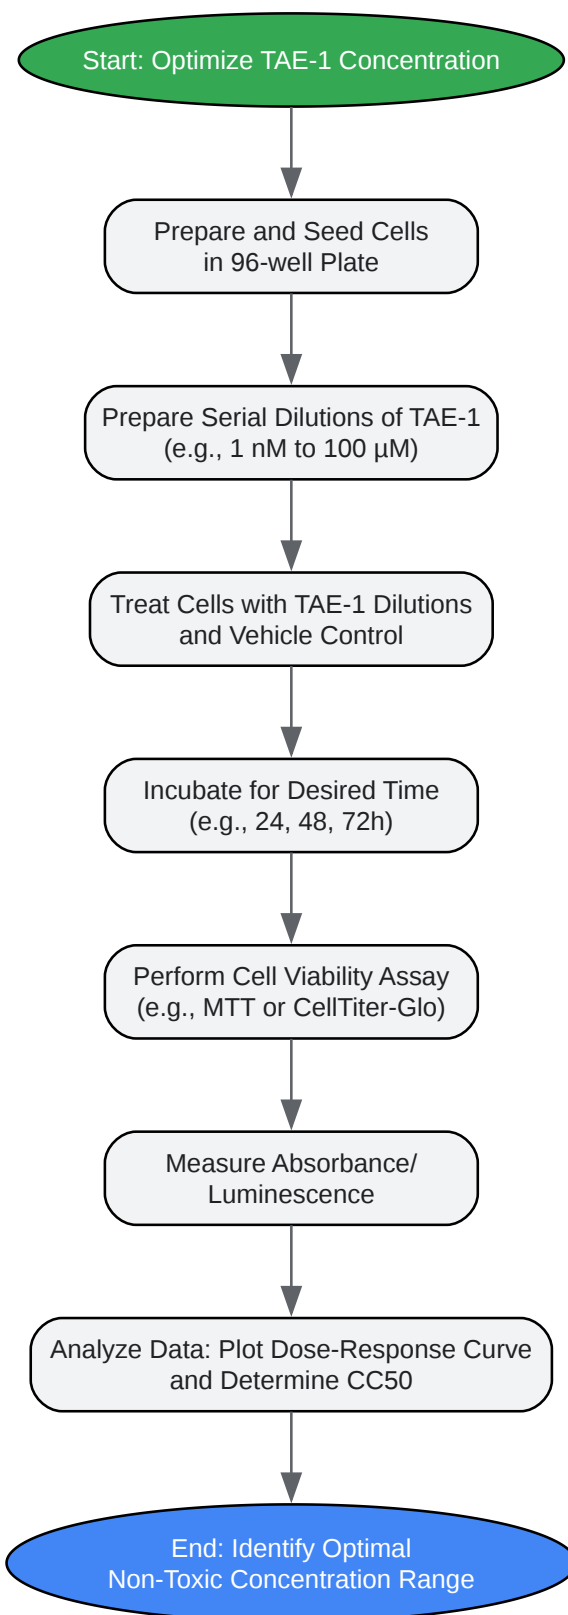 Start: Optimize TAE-1 Concentration
Prepare and Seed Cells
in 96-well Plate
Prepare Serial Dilutions of TAE-1
(e.g., 1 nM to 100 µM)
Treat Cells with TAE-1 Dilutions
and Vehicle Control
Incubate for Desired Time
(e.g., 24, 48, 72h)
Perform Cell Viability Assay
(e.g., MTT or CellTiter-Glo)
Measure Absorbance/
Luminescence
Analyze Data: Plot Dose-Response Curve
and Determine CC50
End: Identify Optimal
Non-Toxic Concentration Range